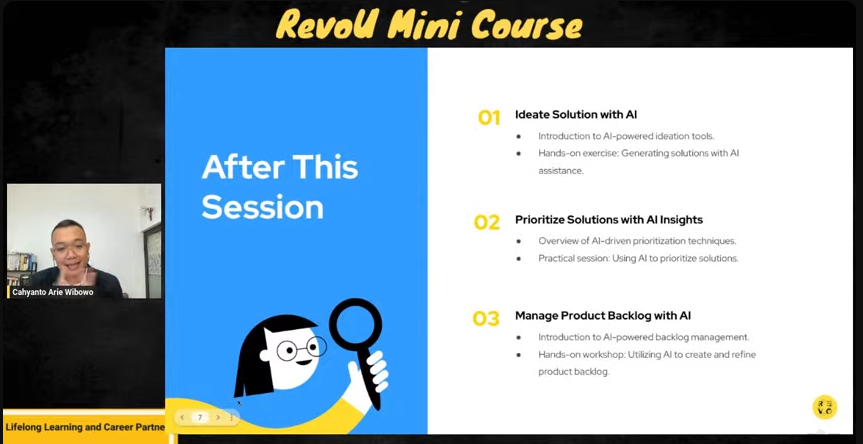 RevoU Mini Course
After This
Session
01 Ideate Solution with AI
Introduction to AI-powered ideation tools.
Hands-on exercise: Generating solutions with AI
assistance.
02 Prioritize Solutions with AI Insights
Overview of AI-driven prioritization techniques.
Practical session: Using AI to prioritize solutions.
03 Manage Product Backlog with AI
Introduction to AI-powered backlog management.
Hands-on workshop: Utilizing AI to create and refine
product backlog.
Cahyanto Arie Wibowo
7
Lifelong Learning and Career Partne